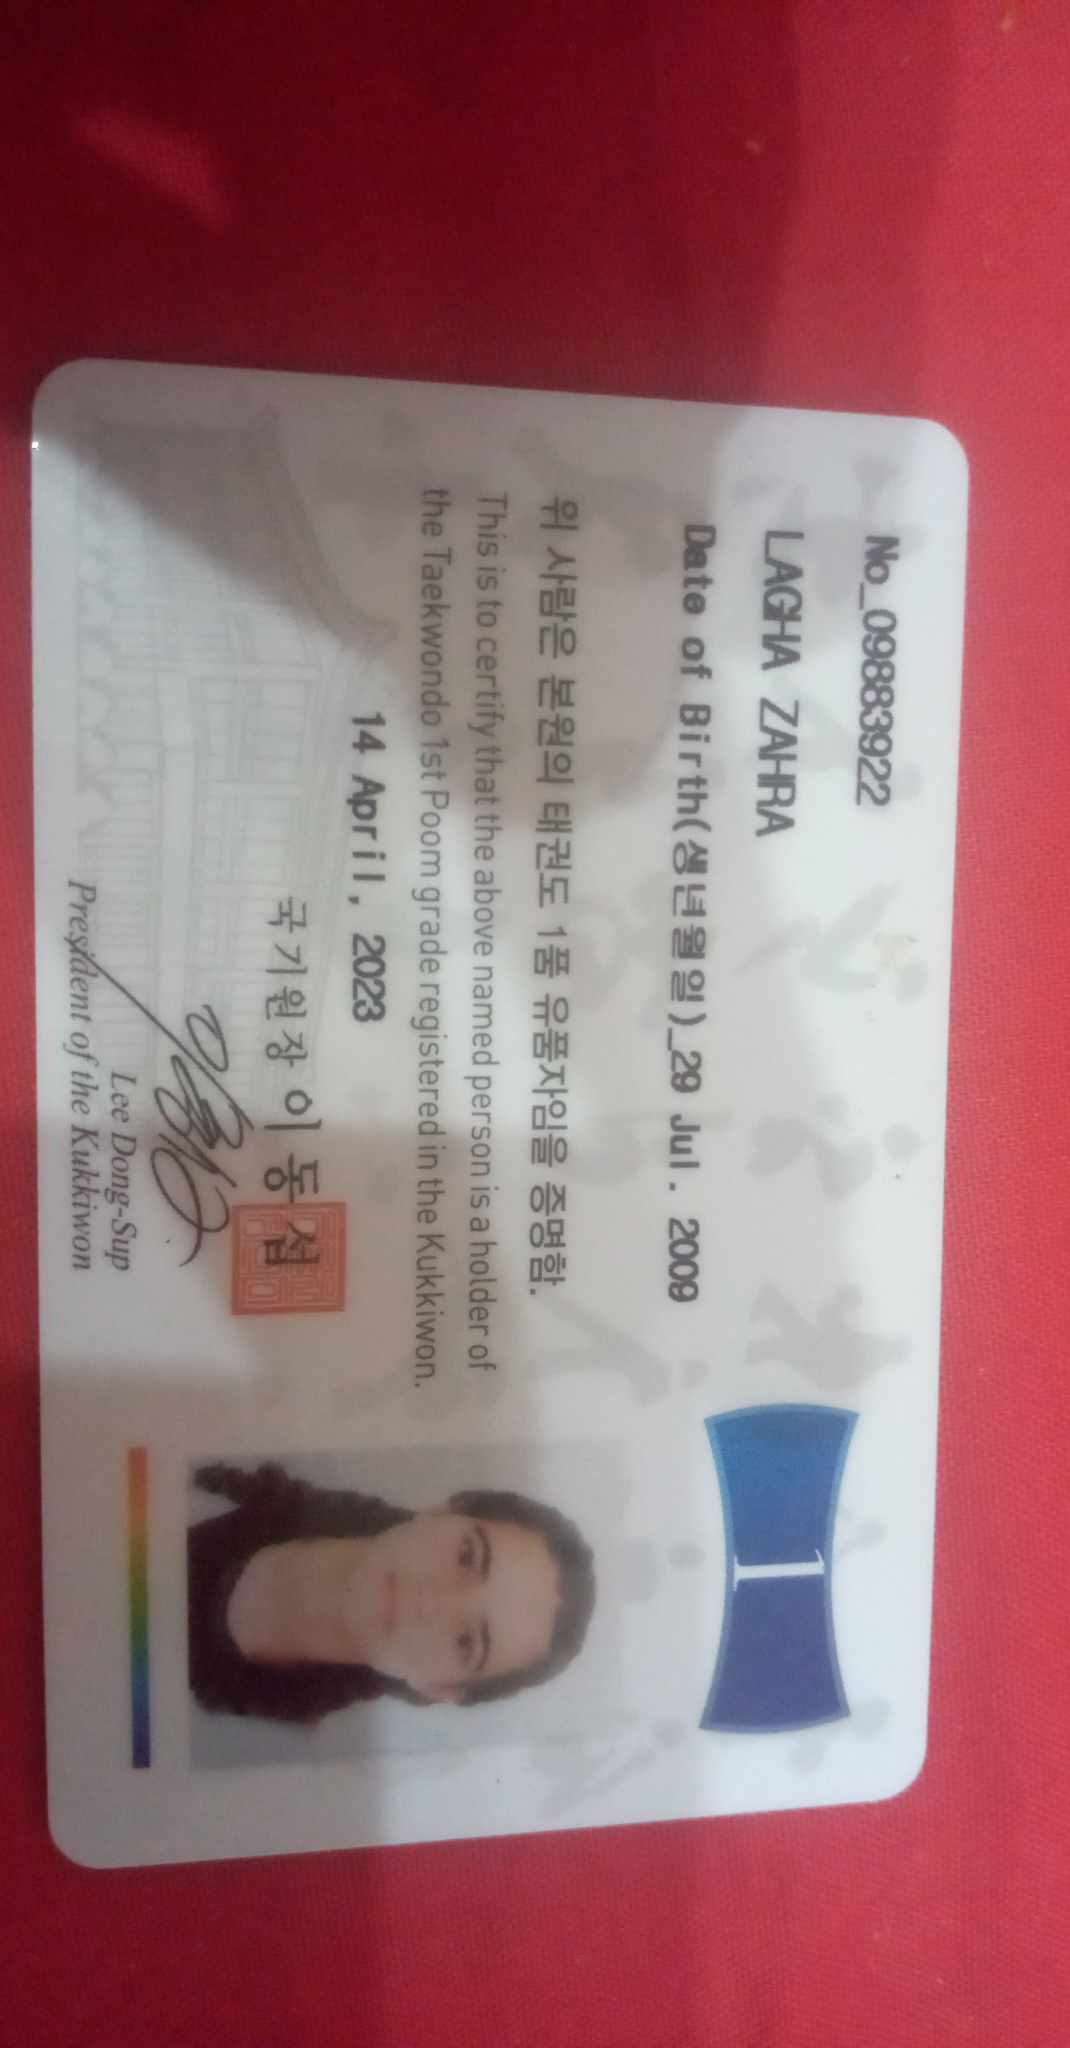 No_09883922
LAGHA ZAHRA
Date of Birth(생년월일)_29 Jul. 2009
1
위 사람은 본원의 태권도 1품 유품자임을 증명함.
This is to certify that the above named person is a holder of
the Taekwondo 1st Poom grade registered in the Kukkiwon.
14 April, 2023
국기원장 이동섭
Lee Dong-Sup
President of the Kukkiwon